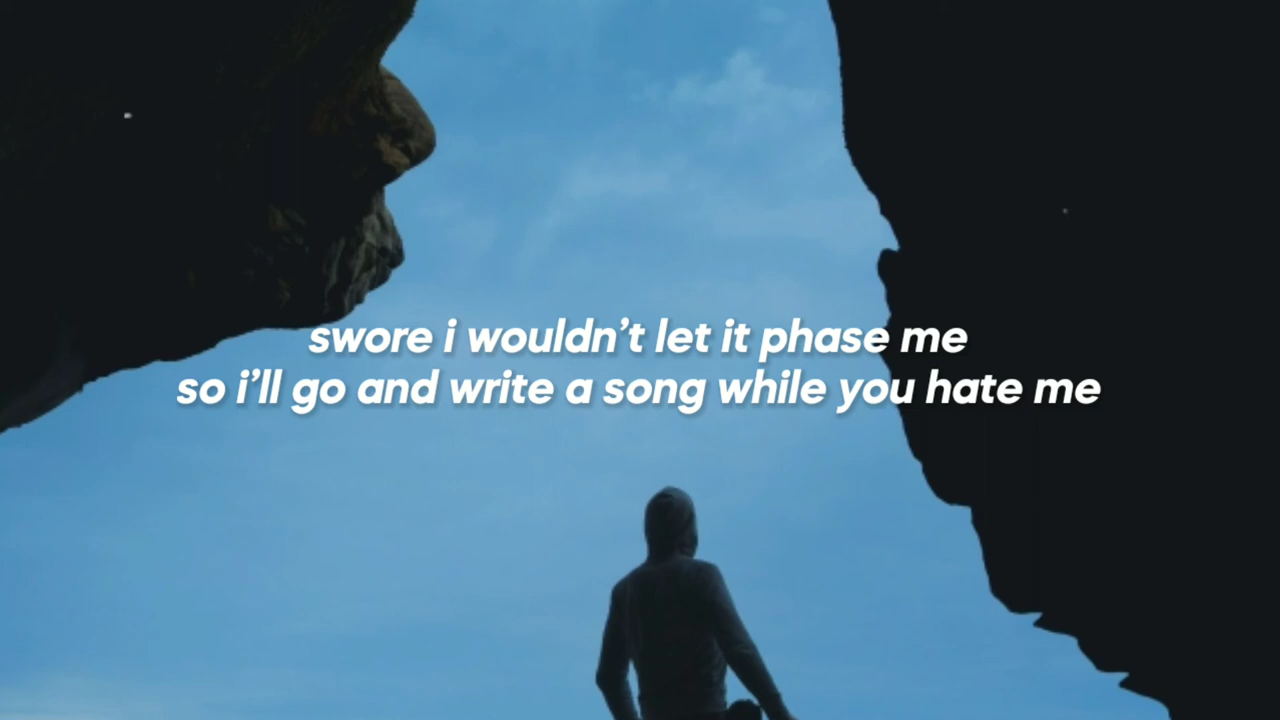 swore i wouldn’t let it phase me
so i’ll go and write a song while you hate me